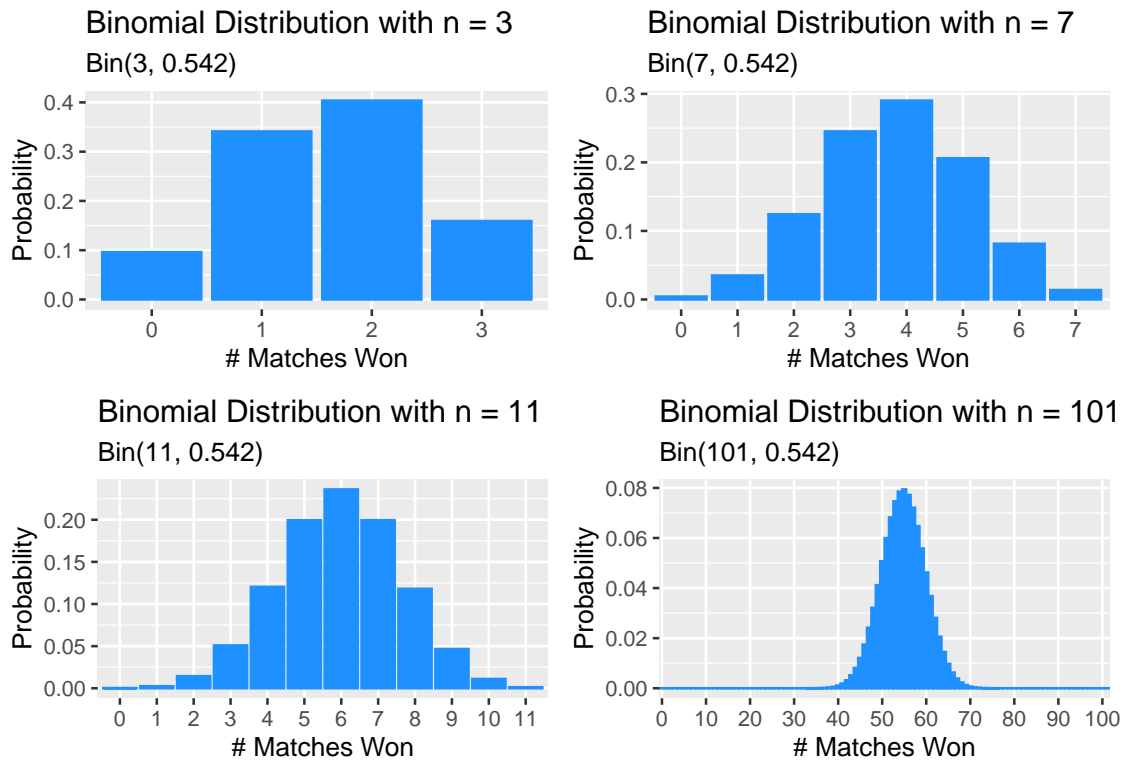 Binomial Distribution with n = 3
Bin(3, 0.542)
0.4
0.3
0.2
0.1
0.0
Probability
0 1 2 3
# Matches Won
Binomial Distribution with n = 7
Bin(7, 0.542)
0.3
0.2
0.1
0.0
Probability
0 1 2 3 4 5 6 7
# Matches Won
Binomial Distribution with n = 11
Bin(11, 0.542)
0.20
0.15
0.10
0.05
0.00
Probability
0 1 2 3 4 5 6 7 8 9 10 11
# Matches Won
Binomial Distribution with n = 101
Bin(101, 0.542)
0.08
0.06
0.04
0.02
0.00
Probability
0 10 20 30 40 50 60 70 80 90 100
# Matches Won